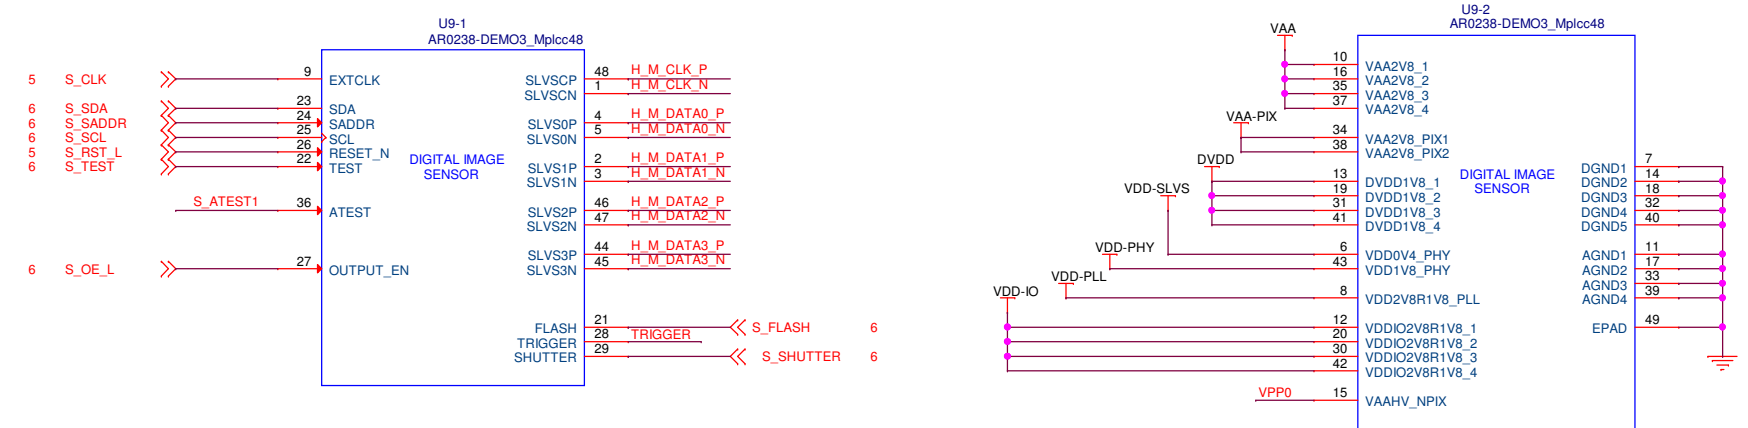 U9-1
AR0238-DEMO3_Mplcc48
5 S_CLK 9 EXTCLK
6 S_SDA 23 SDA
6 S_SADDR 24 SADDR
6 S_SCL 25 SCL
5 S_RST_L 26 RESET_N
6 S_TEST 22 TEST
S_ATEST1 36 ATEST
6 S_OE_L 27 OUTPUT_EN
DIGITAL IMAGE
SENSOR
SLVSCP 48 H_M_CLK_P
SLVSCN 1 H_M_CLK_N
SLVS0P 4 H_M_DATA0_P
SLVS0N 5 H_M_DATA0_N
SLVS1P 2 H_M_DATA1_P
SLVS1N 3 H_M_DATA1_N
SLVS2P 46 H_M_DATA2_P
SLVS2N 47 H_M_DATA2_N
SLVS3P 44 H_M_DATA3_P
SLVS3N 45 H_M_DATA3_N
FLASH 21 S_FLASH 6
TRIGGER 28 TRIGGER
SHUTTER 29 S_SHUTTER 6
U9-2
AR0238-DEMO3_Mplcc48
VAA
10 VAA2V8_1
16 VAA2V8_2
35 VAA2V8_3
37 VAA2V8_4
VAA-PIX
34 VAA2V8_PIX1
38 VAA2V8_PIX2
DVDD
13 DVDD1V8_1
19 DVDD1V8_2
31 DVDD1V8_3
41 DVDD1V8_4
VDD-SLVS
6 VDD0V4_PHY
VDD-PHY
43 VDD1V8_PHY
VDD-PLL
8 VDD2V8R1V8_PLL
VDD-IO
12 VDDIO2V8R1V8_1
20 VDDIO2V8R1V8_2
30 VDDIO2V8R1V8_3
42 VDDIO2V8R1V8_4
VPP0 15 VAAHV_NPIX
DIGITAL IMAGE
SENSOR
DGND1 7
DGND2 14
DGND3 18
DGND4 32
DGND5 40
AGND1 11
AGND2 17
AGND3 33
AGND4 39
EPAD 49